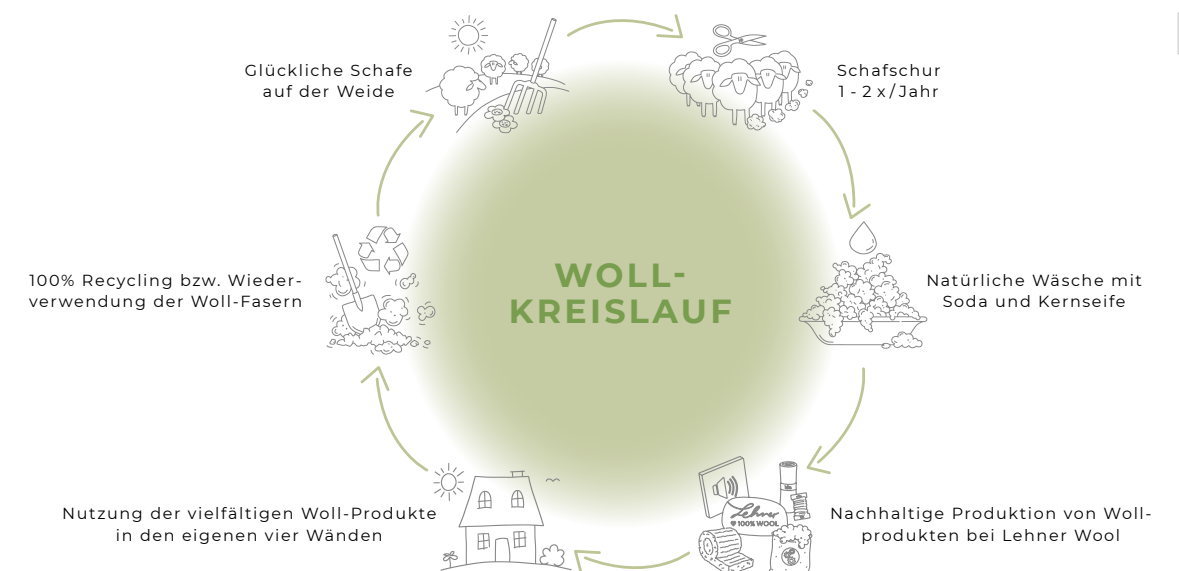 Glückliche Schafe
auf der Weide
Schafschur
1 - 2 x / Jahr
Natürliche Wäsche mit
Soda und Kernseife
Nachhaltige Produktion von Woll-
produkten bei Lehner Wool
Lehner
100% WOOL
Nutzung der vielfältigen Woll-Produkte
in den eigenen vier Wänden
100% Recycling bzw. Wieder-
verwendung der Woll-Fasern
WOLL-
KREISLAUF